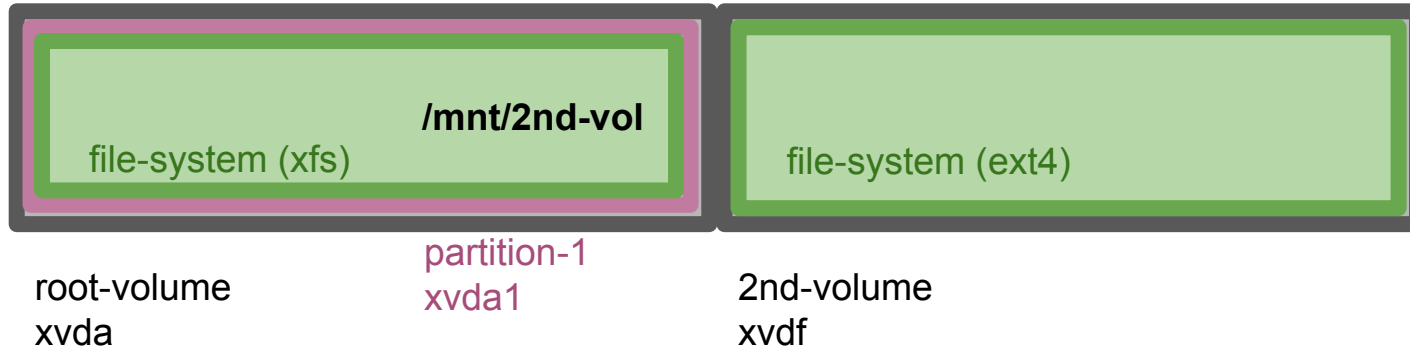 /mnt/2nd-vol
file-system (xfs)
file-system (ext4)
partition-1
xvda1
root-volume
xvda
2nd-volume
xvdf